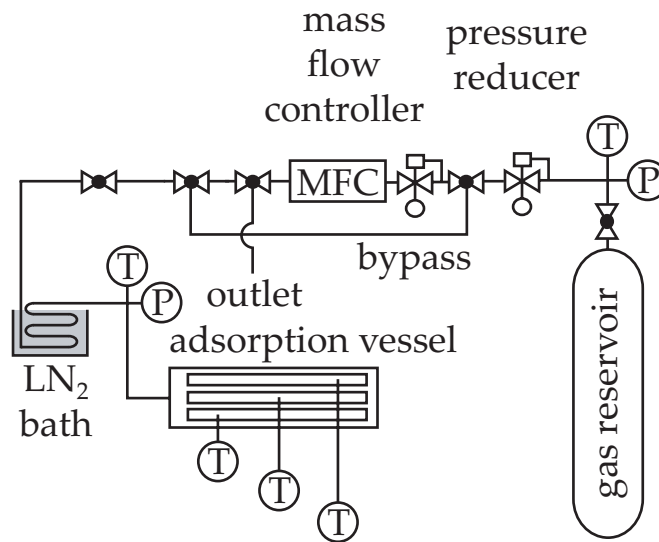 mass
flow
controller
pressure
reducer
T
MFC
P
bypass
T
P
outlet
adsorption vessel
LN₂
bath
T
T
T
gas reservoir